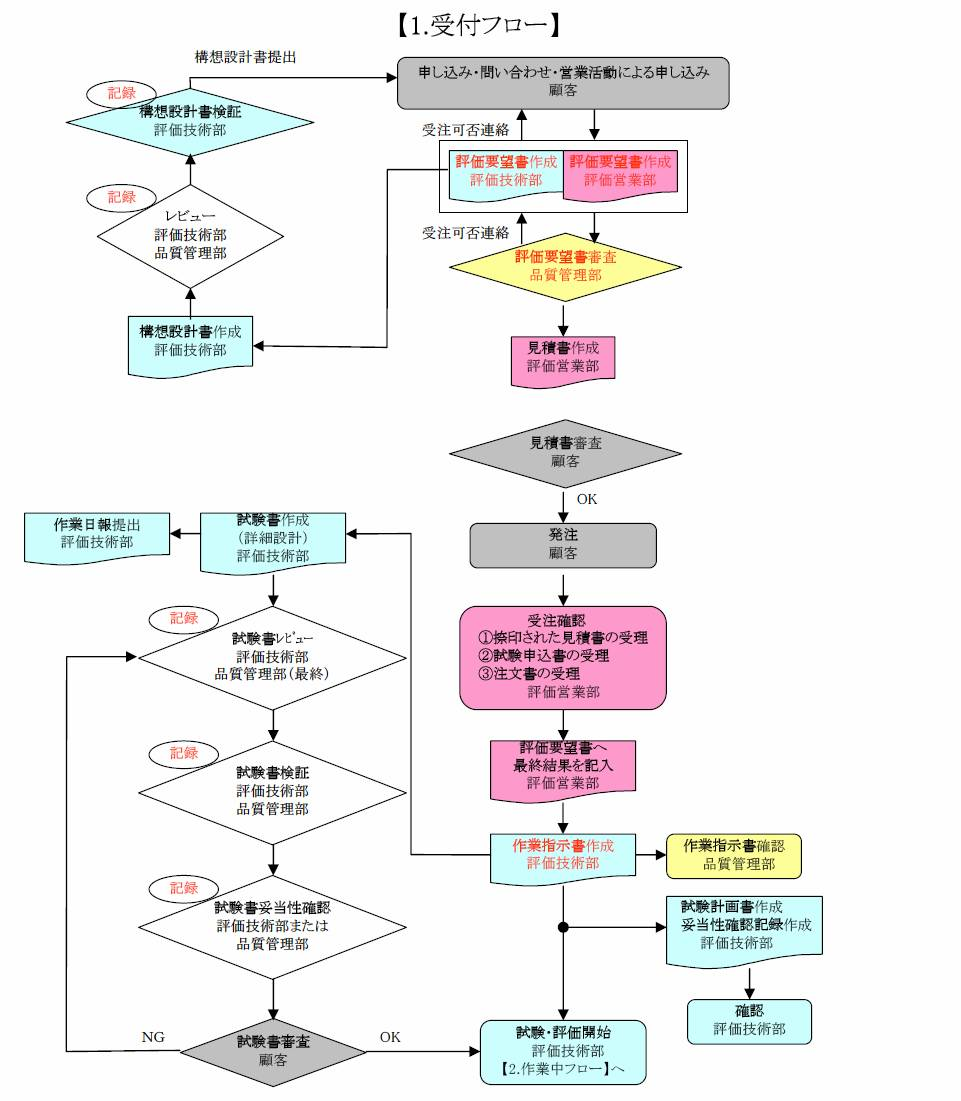 【1.受付フロー】
構想設計書提出
申し込み・問い合わせ・営業活動による申し込み
顧客
記録
構想設計書検証
評価技術部
受注可否連絡
評価要望書作成
評価技術部
評価要望書作成
評価営業部
記録
レビュー
評価技術部
品質管理部
受注可否連絡
評価要望書審査
品質管理部
構想設計書作成
評価技術部
見積書作成
評価営業部
見積書審査
顧客
OK
作業日報提出
評価技術部
試験書作成
（詳細設計）
評価技術部
発注
顧客
記録
試験書ﾚﾋﾞｭｰ
評価技術部
品質管理部（最終）
受注確認
①捺印された見積書の受理
②試験申込書の受理
③注文書の受理
評価営業部
記録
試験書検証
評価技術部
品質管理部
評価要望書へ
最終結果を記入
評価営業部
作業指示書作成
評価技術部
作業指示書確認
品質管理部
記録
試験書妥当性確認
評価技術部または
品質管理部
試験計画書作成
妥当性確認記録作成
評価技術部
確認
評価技術部
NG
試験書審査
顧客
OK
試験・評価開始
評価技術部
【2.作業中フロー】へ